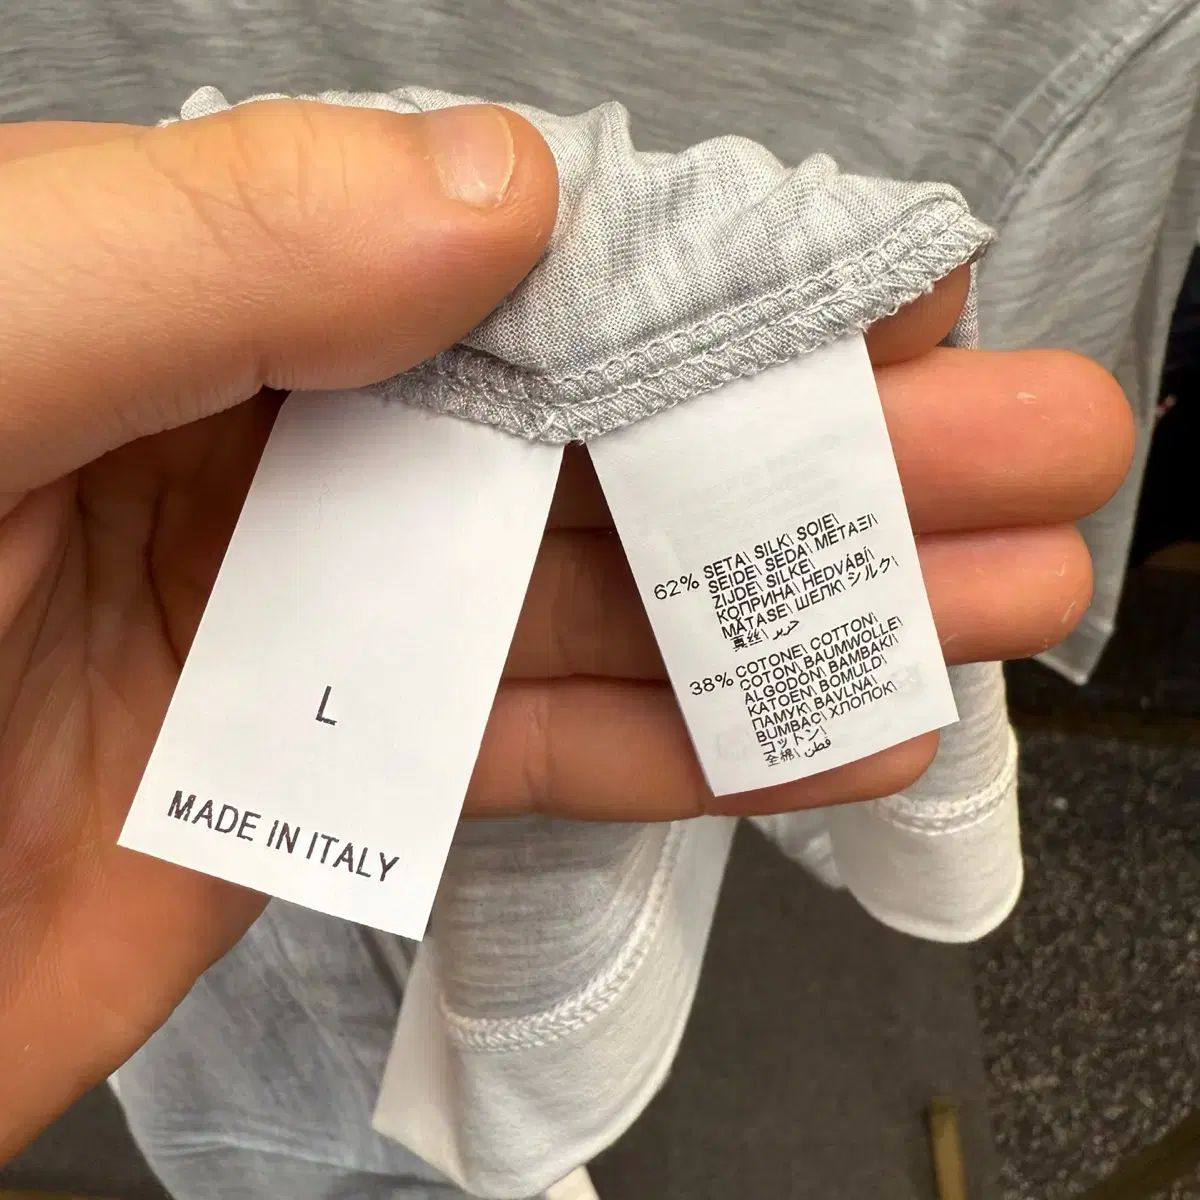 L
MADE IN ITALY
62% SETA\ SILK\ SOIE\
SEIDE\ SEDA\ ΜΕΤΑΞΙ\
ZIJDE\ SILKE\
КОПРИНА\ HEDVÁBÍ\
MĂTASE\ ШЕЛК\ シルク\
真丝\ حرير\
38% COTONE\ COTTON\
COTON\ BAUMWOLLE\
ALGODÓN\ BAMBAKI\
KATOEN\ BOMULD\
ПАМУК\ BAVLNA\
BUMBAC\ ХЛОПОК\
コットン\
全棉\ قطن\